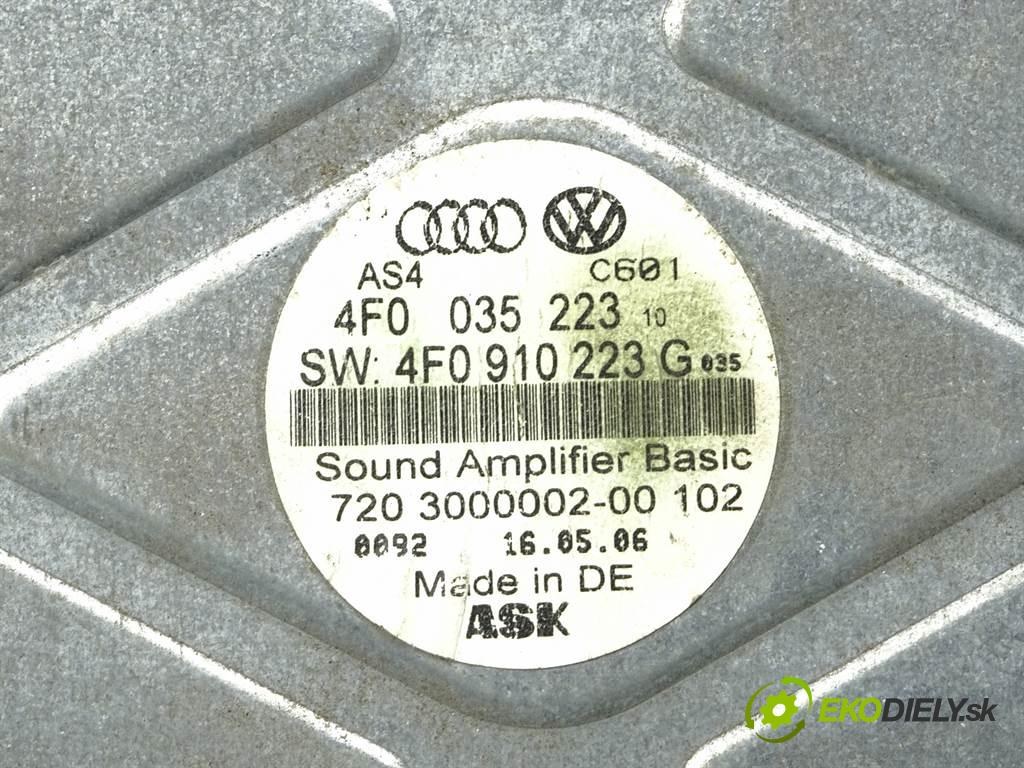 AS4 C601
4F0 035 223 10
SW: 4F0 910 223 G 035
Sound Amplifier Basic
720 3000002-00 102
0092 16.05.06
Made in DE
ASK
EKODIELY.sk